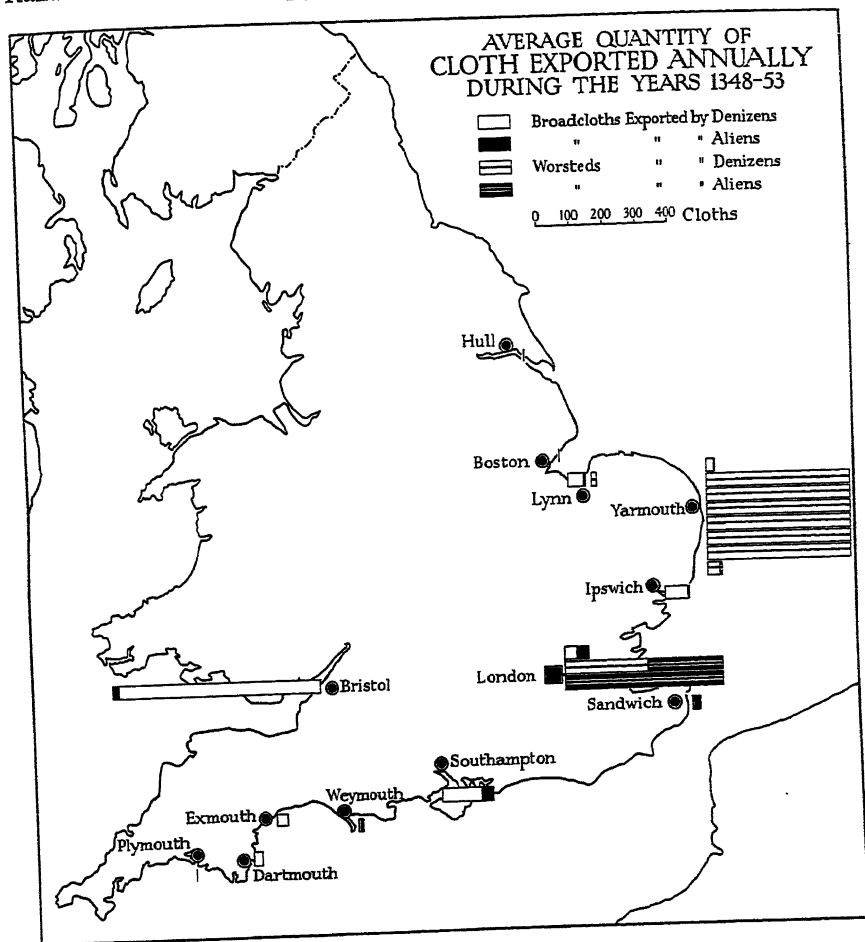 AVERAGE QUANTITY OF
CLOTH EXPORTED ANNUALLY
DURING THE YEARS 1348-53
Broadcloths Exported by Denizens
" " " Aliens
Worsteds " " Denizens
" " " Aliens
0 100 200 300 400 Cloths
Hull
Boston
Lynn
Yarmouth
Ipswich
London
Bristol
Sandwich
Southampton
Weymouth
Exmouth
Plymouth
Dartmouth